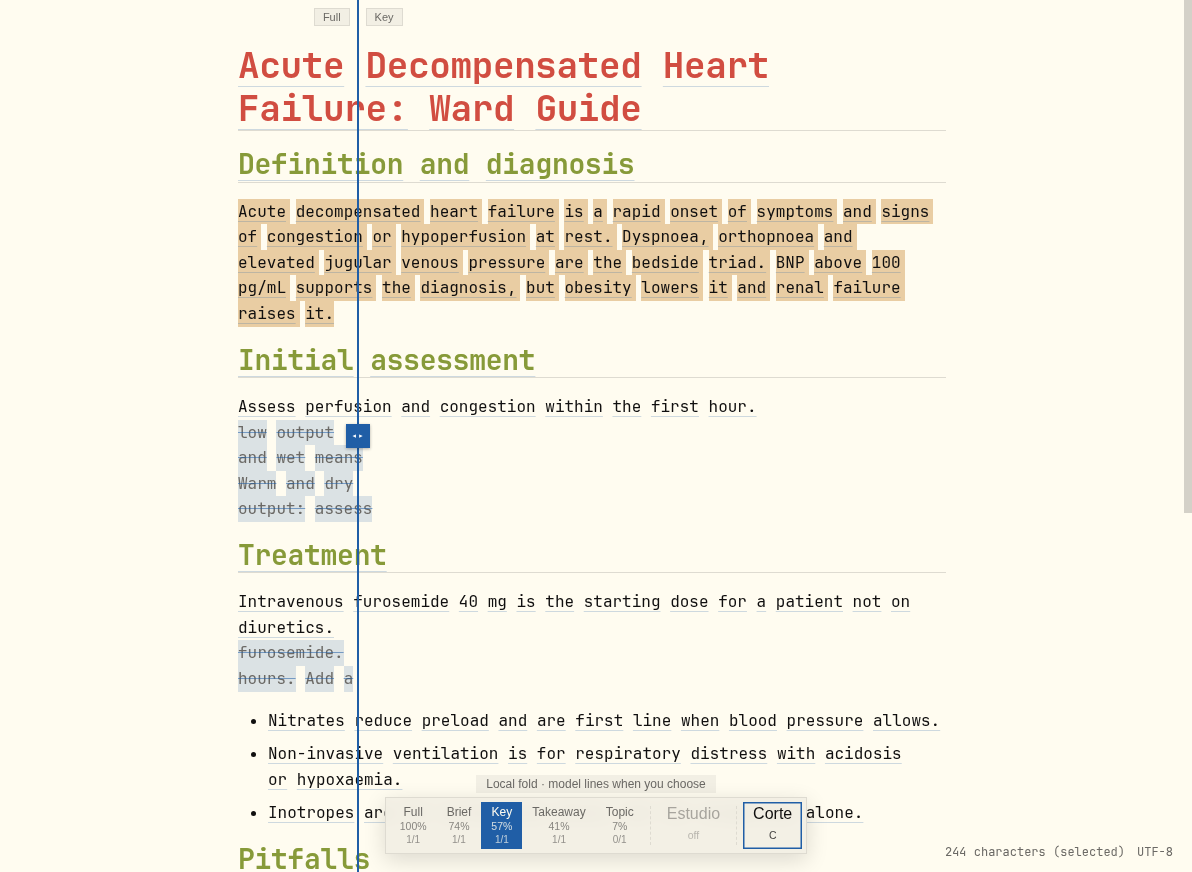 Full Key
Acute Decompensated Heart
Failure: Ward Guide
Definition and diagnosis
Acute decompensated heart failure is a rapid onset of symptoms and signs
of congestion or hypoperfusion at rest. Dyspnoea, orthopnoea and
elevated jugular venous pressure are the bedside triad. BNP above 100
pg/mL supports the diagnosis, but obesity lowers it and renal failure
raises it.
Initial assessment
Assess perfusion and congestion within the first hour.
low output
and wet means
Warm and dry
output: assess
Treatment
Intravenous furosemide 40 mg is the starting dose for a patient not on
diuretics.
furosemide.
hours. Add a
• Nitrates reduce preload and are first line when blood pressure allows.
• Non-invasive ventilation is for respiratory distress with acidosis
or hypoxaemia.
Local fold · model lines when you choose
• Inotropes alone.
Full Brief Key Takeaway Topic Estudio Corte
100% 74% 57% 41% 7% off C
1/1 1/1 1/1 1/1 0/1
Pitfalls
244 characters (selected) UTF-8